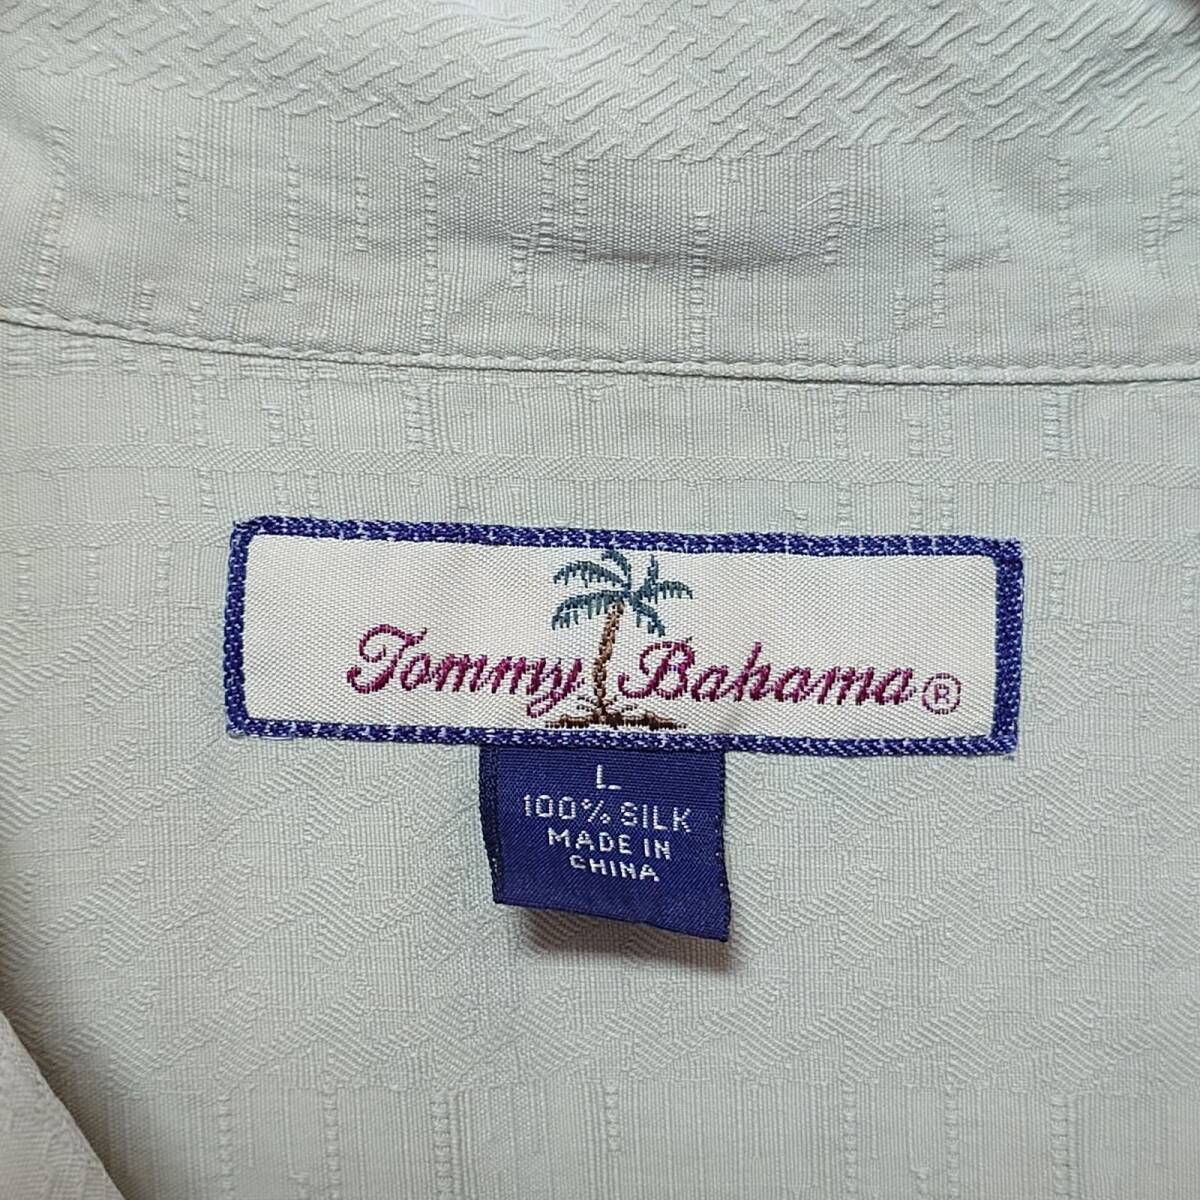 Tommy Bahama®
L
100% SILK
MADE IN
CHINA